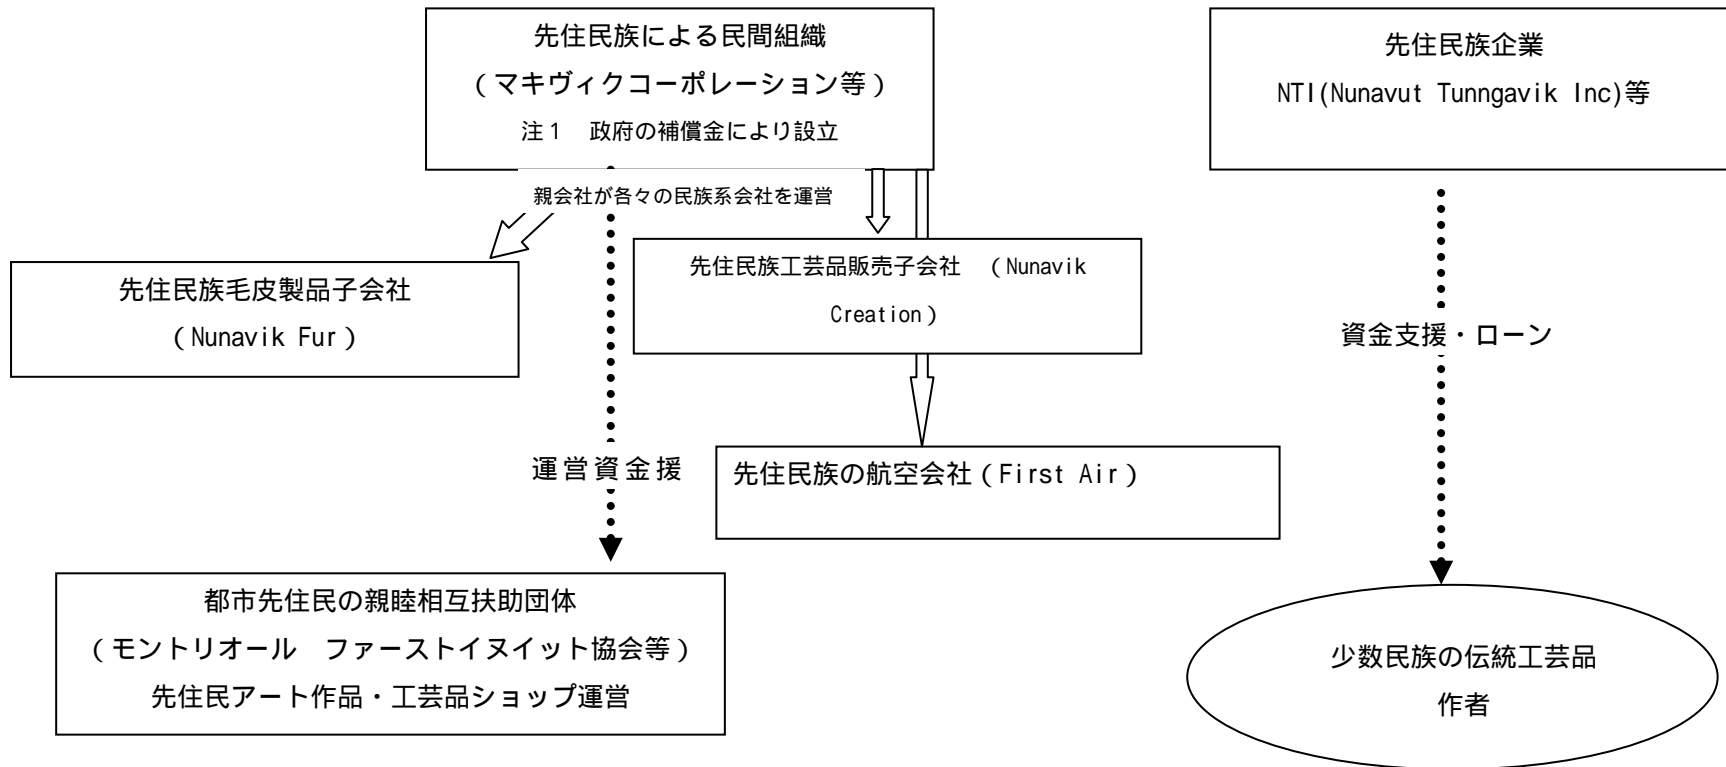 先住民族による民間組織
（マキヴィクコーポレーション等）
注１　政府の補償金により設立
先住民族企業
NTI(Nunavut Tunngavik Inc)等
親会社が各々の民族系会社を運営
先住民族毛皮製品子会社
（Nunavik Fur）
先住民族工芸品販売子会社　（Nunavik
Creation）
資金支援・ローン
運営資金援
先住民族の航空会社（First Air）
都市先住民の親睦相互扶助団体
（モントリオール　ファーストイヌイット協会等）
先住民アート作品・工芸品ショップ運営
少数民族の伝統工芸品
作者